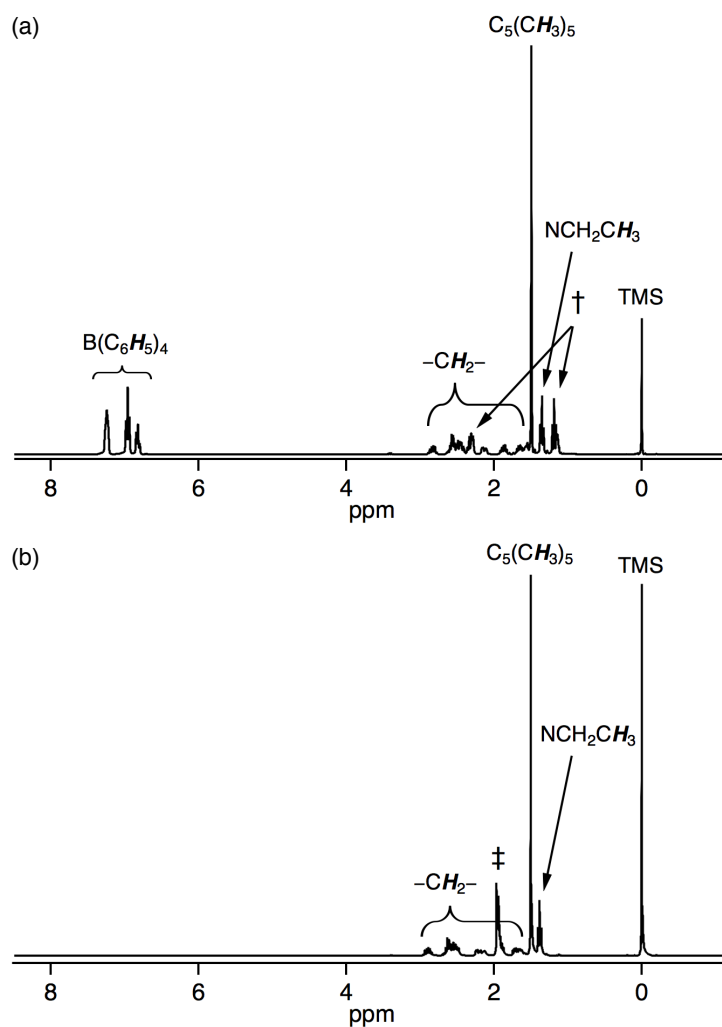 (a)
C₅(CH₃)₅
NCH₂CH₃
†
TMS
B(C₆H₅)₄
–CH₂–
8 6 4 2 0
ppm
(b)
C₅(CH₃)₅
TMS
NCH₂CH₃
‡
–CH₂–
8 6 4 2 0
ppm